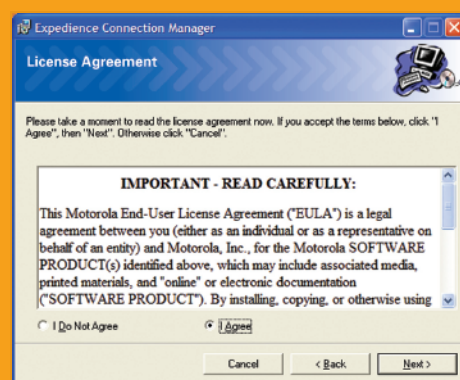 Expedience Connection Manager
License Agreement
Please take a moment to read the license agreement now. If you accept the terms below, click "I
Agree", then "Next". Otherwise click "Cancel".
IMPORTANT - READ CAREFULLY:
This Motorola End-User License Agreement ("EULA") is a legal
agreement between you (either as an individual or as a representative on
behalf of an entity) and Motorola, Inc., for the Motorola SOFTWARE
PRODUCT(s) identified above, which may include associated media,
printed materials, and "online" or electronic documentation
("SOFTWARE PRODUCT"). By installing, copying, or otherwise using
I Do Not Agree
I Agree
Cancel
< Back
Next >